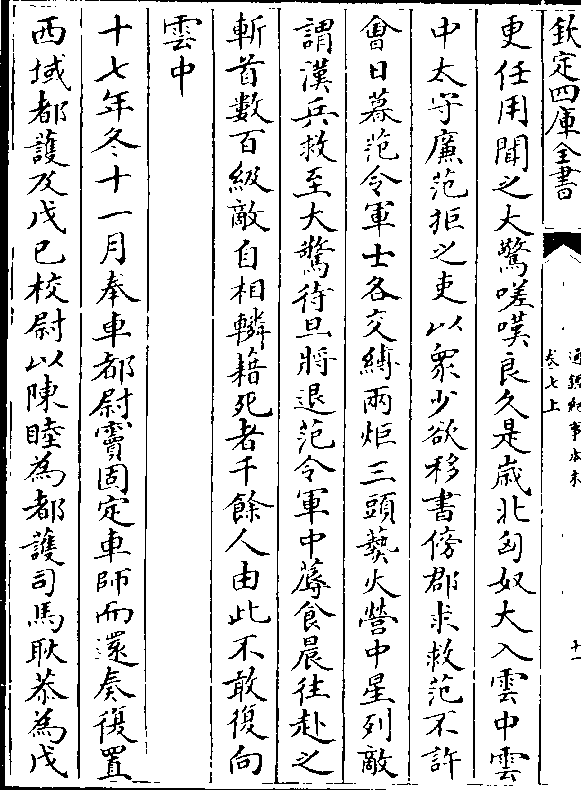 欽定四庫全書
通鑑紀事本末
卷七上
十一
更任用聞之大驚嗟嘆良久是歲北匈奴大入雲中雲
中太守廉范拒之吏以衆少欲移書傍郡求救范不許
會日暮范令軍士各交縛兩炬三頭爇火營中星列敵
謂漢兵救至大驚待旦將退范令軍中蓐食晨往赴之
斬首數百級敵自相轔藉死者千餘人由此不敢復向
雲中
十七年冬十一月奉車都尉竇固定車師而還奏復置
西域都護及戊己校尉以陳睦為都護司馬耿恭為戊